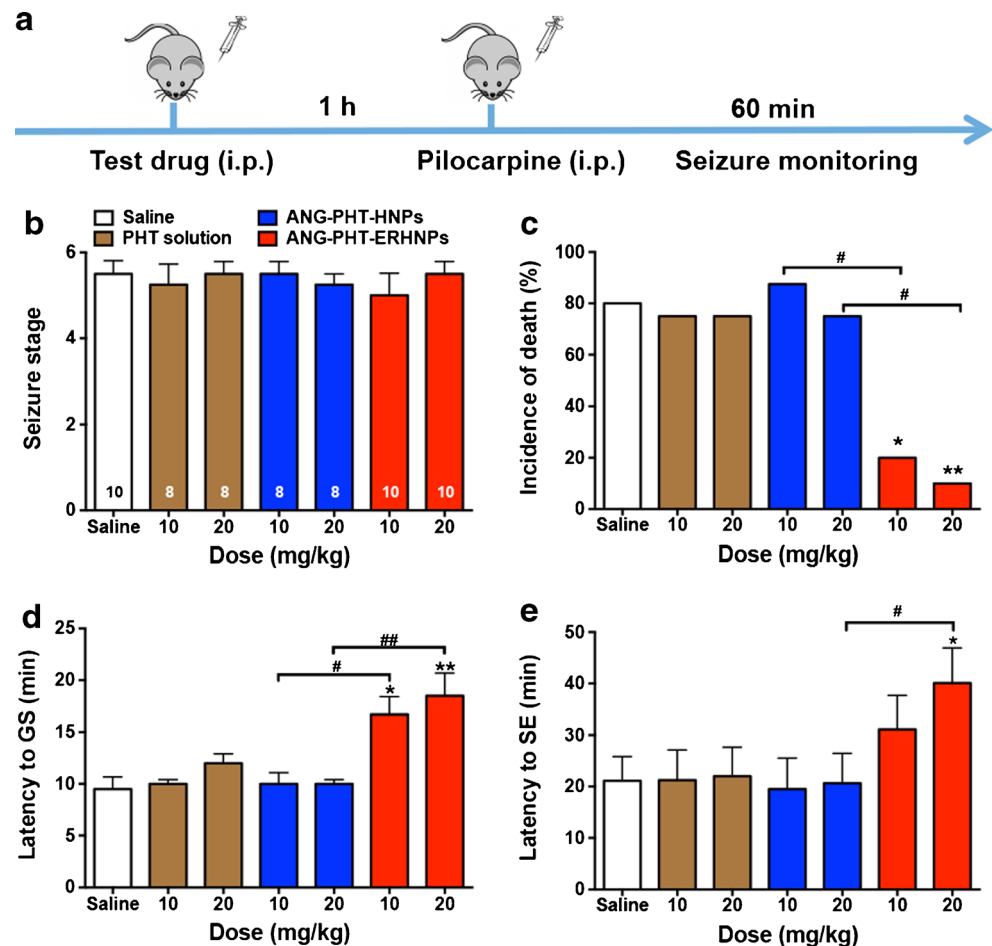 a
1 h
60 min
Test drug (i.p.)
Pilocarpine (i.p.)
Seizure monitoring
b
Saline
PHT solution
ANG-PHT-HNPs
ANG-PHT-ERHNPs
Seizure stage
6
4
2
0
10
8
8
8
8
10
10
Saline
10
20
10
20
10
20
Dose (mg/kg)
c
Incidence of death (%)
100
80
60
40
20
0
#
#
*
**
Saline
10
20
10
20
10
20
Dose (mg/kg)
d
Latency to GS (min)
25
20
15
10
5
0
##
#
*
**
Saline
10
20
10
20
10
20
Dose (mg/kg)
e
Latency to SE (min)
50
40
30
20
10
0
#
*
Saline
10
20
10
20
10
20
Dose (mg/kg)